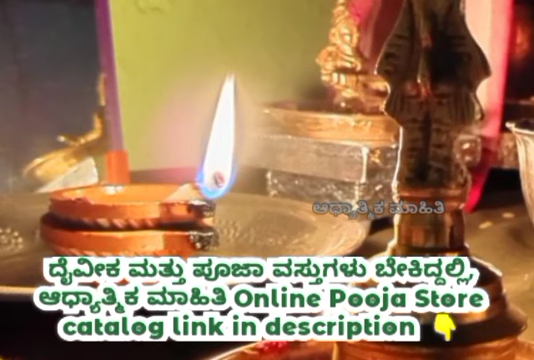 ಆಧ್ಯಾತ್ಮಿಕ ಮಾಹಿತಿ
ದೈವೀಕ ಮತ್ತು ಪೂಜಾ ವಸ್ತುಗಳು ಬೇಕಿದ್ದಲ್ಲಿ,
ಆಧ್ಯಾತ್ಮಿಕ ಮಾಹಿತಿ Online Pooja Store
catalog link in description 👇